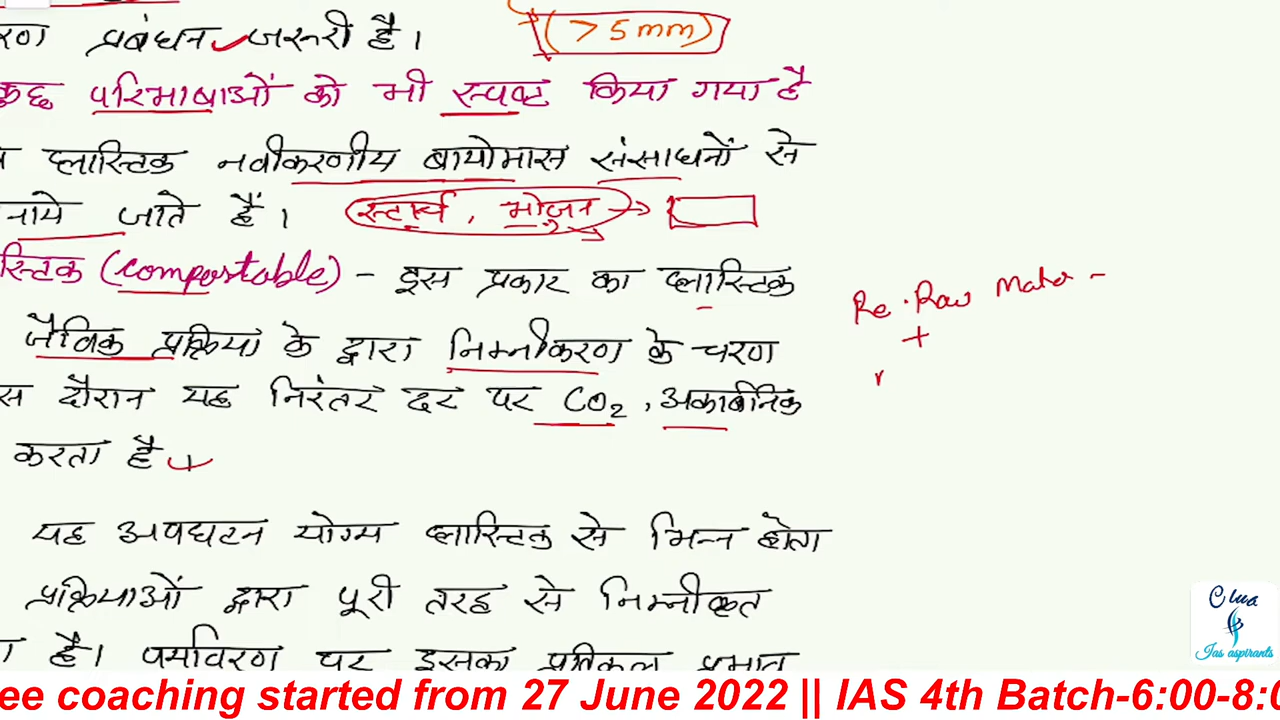 रण प्रबंधन जरूरी है।
(> 5mm)
कुछ परिभाषाओं को भी स्पष्ट किया गया है
प्लास्टिक नवीकरणीय बायोमास संसाधनों से
नाये जाते हैं।
स्टार्च, भोजन →
स्टिक (compostable) - इस प्रकार का प्लास्टिक
जैविक प्रक्रिया के द्वारा निम्नीकरण के चरण
Re. Raw
+
स दौरान यह निरंतर दर पर CO2, अकार्बनिक
करता है
यह अपघटन योग्य प्लास्टिक से भिन्न होता
प्रक्रियाओं द्वारा पूरी तरह से निम्नीकृत
है। पर्यावरण पर इसका प्रतिकूल प्रभाव
Clua
Ias aspirants
ee coaching started from 27 June 2022 || IAS 4th Batch-6:00-8:0